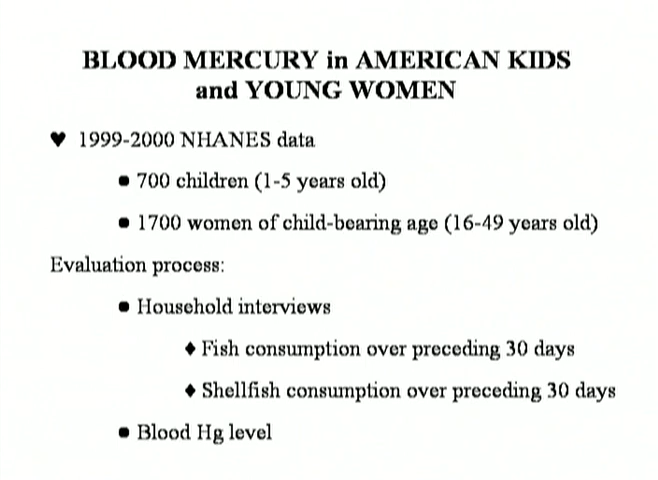 BLOOD MERCURY in AMERICAN KIDS
and YOUNG WOMEN
♥ 1999-2000 NHANES data
● 700 children (1-5 years old)
● 1700 women of child-bearing age (16-49 years old)
Evaluation process:
● Household interviews
♦ Fish consumption over preceding 30 days
♦ Shellfish consumption over preceding 30 days
● Blood Hg level